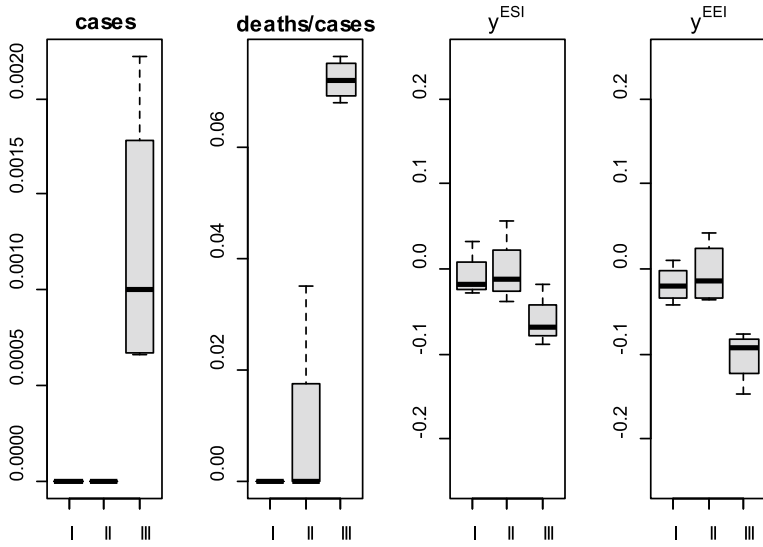 cases
0.0000 0.0005 0.0010 0.0015 0.0020
I II III
deaths/cases
0.00 0.02 0.04 0.06
I II III
y^ESI
-0.2 -0.1 0.0 0.1 0.2
I II III
y^EEI
-0.2 -0.1 0.0 0.1 0.2
I II III